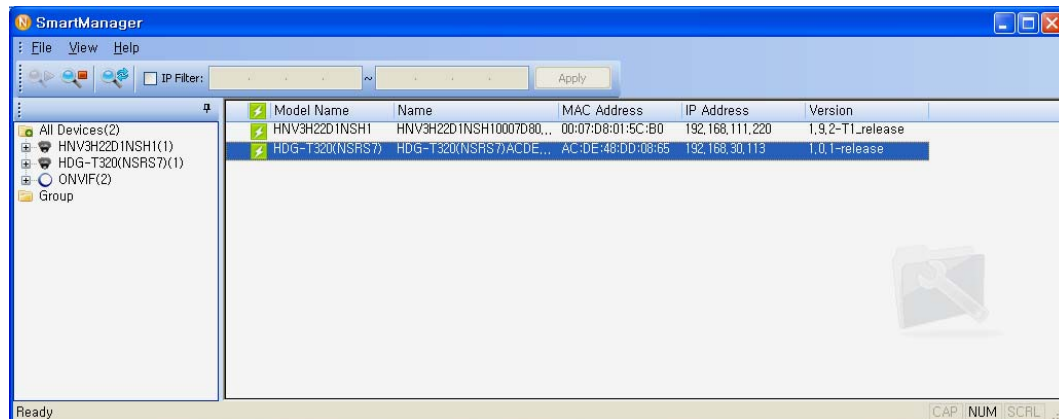 SmartManager
File View Help
IP Filter: . . . ~ . . . Apply
All Devices(2)
HNV3H22D1NSH1(1)
HDG-T320(NSRS7)(1)
ONVIF(2)
Group
Model Name Name MAC Address IP Address Version
HNV3H22D1NSH1 HNV3H22D1NSH10007D80... 00:07:D8:01:5C:B0 192,168,111,220 1,9,2-T1_release
HDG-T320(NSRS7) HDG-T320(NSRS7)ACDE... AC:DE:48:DD:08:65 192,168,30,113 1,0,1-release
Ready CAP NUM SCRL